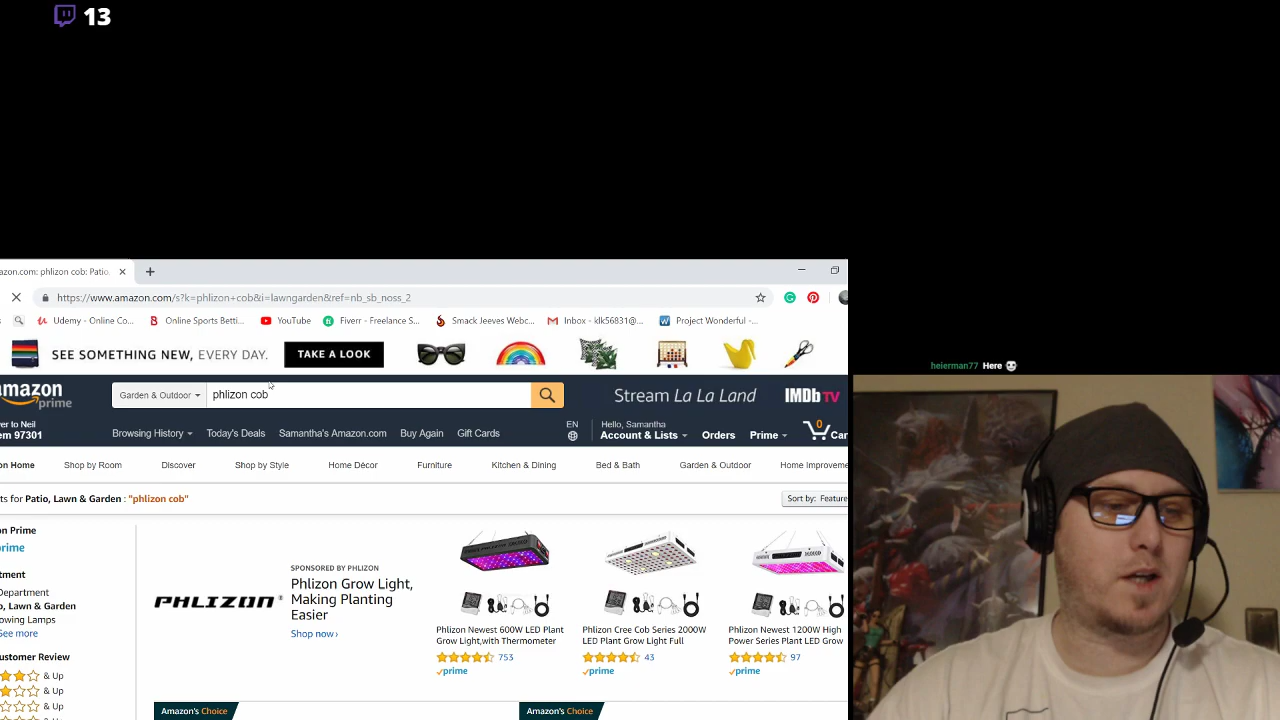 13
azon.com: phlizon cob: Patio,
https://www.amazon.com/s?k=phlizon+cob&i=lawngarden&ref=nb_sb_noss_2
Udemy - Online Co... Online Sports Betti... YouTube Fiverr - Freelance S... Smack Jeeves Webc... Inbox - klk56831@... Project Wonderful -...
SEE SOMETHING NEW, EVERY DAY. TAKE A LOOK
heierman77 Here
amazon
prime
Garden & Outdoor phlizon cob
Stream La La Land IMDb TV
er to Neil
em 97301
Browsing History Today's Deals Samantha's Amazon.com Buy Again Gift Cards
EN
Hello, Samantha
Account & Lists Orders Prime 0 Car
on Home Shop by Room Discover Shop by Style Home Décor Furniture Kitchen & Dining Bed & Bath Garden & Outdoor Home Improveme
ts for Patio, Lawn & Garden : "phlizon cob"
Sort by: Feature
on Prime
prime
tment
Department
o, Lawn & Garden
owing Lamps
See more
ustomer Review
& Up
& Up
& Up
PHLIZON
SPONSORED BY PHLIZON
Phlizon Grow Light,
Making Planting
Easier
Shop now ›
Phlizon Newest 600W LED Plant
Grow Light,with Thermometer
753
prime
Phlizon Cree Cob Series 2000W
LED Plant Grow Light Full
43
prime
Phlizon Newest 1200W High
Power Series Plant LED Grow
97
prime
Amazon's Choice
Amazon's Choice